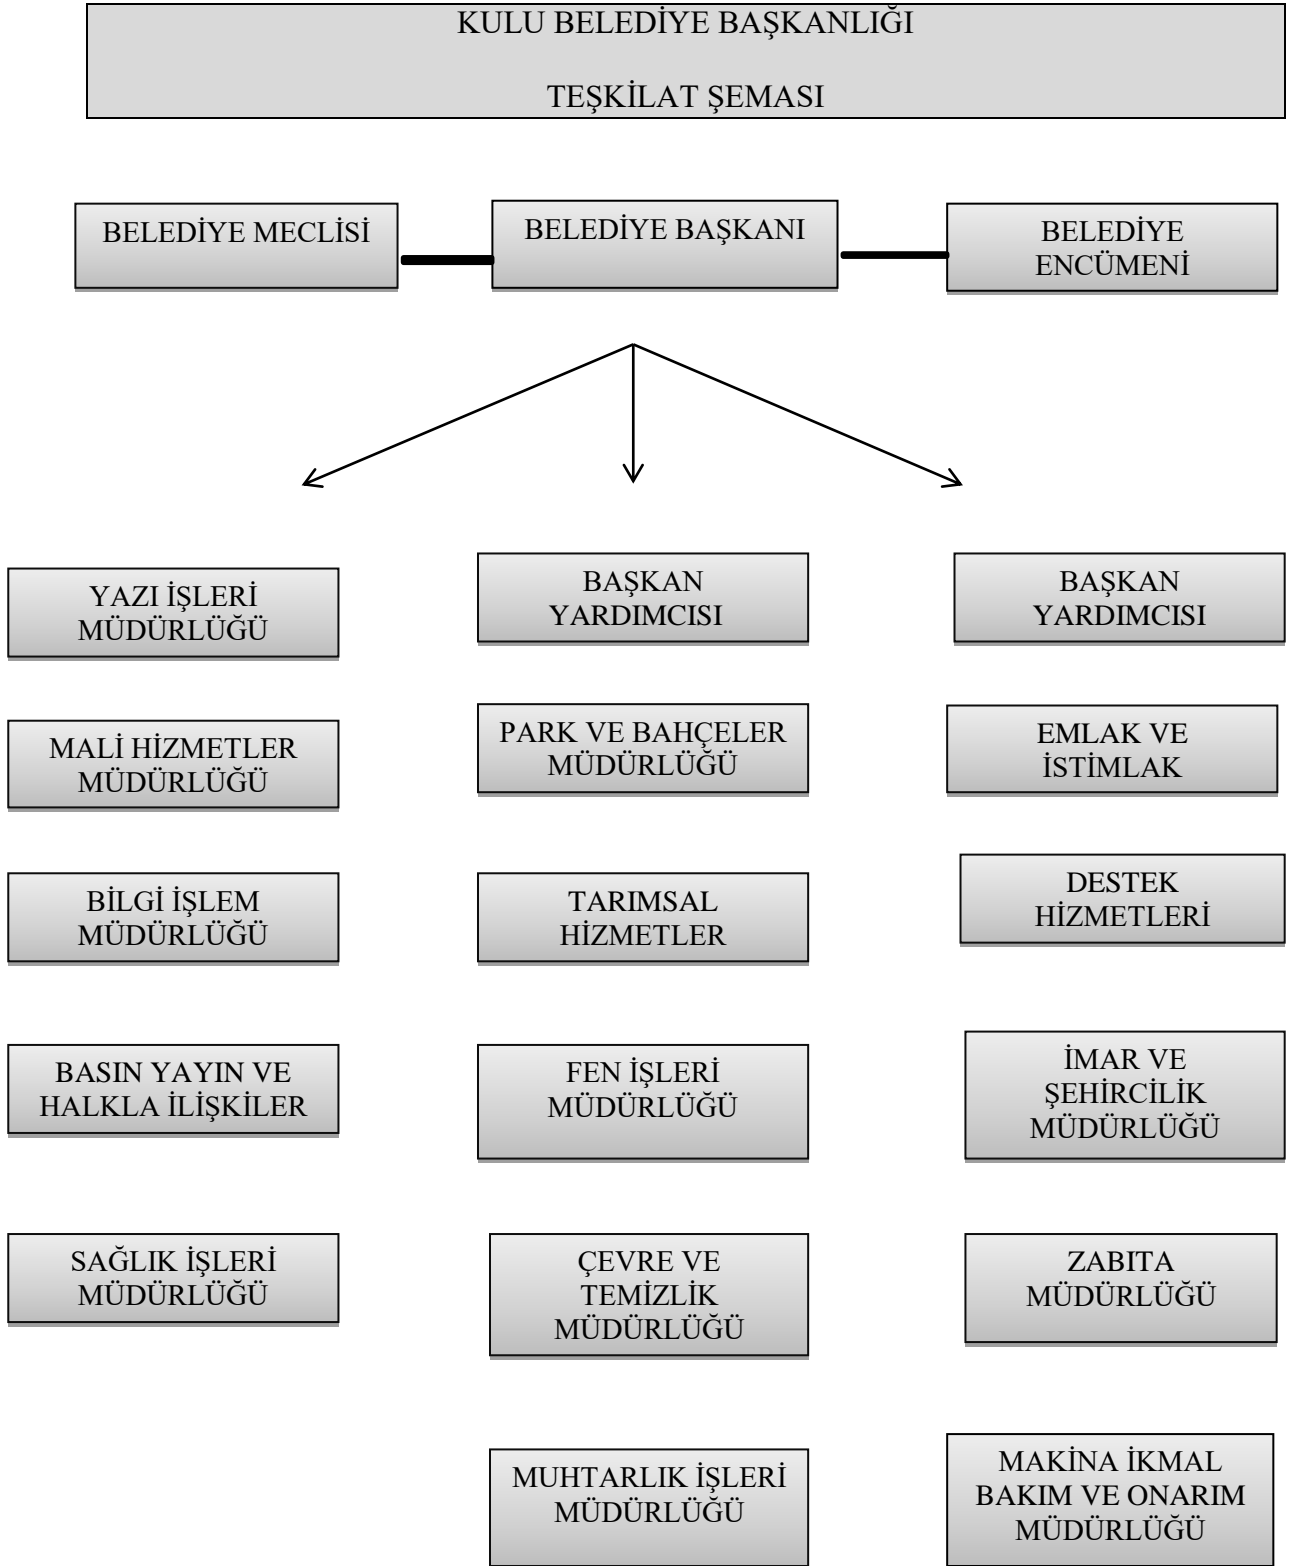 KULU BELEDİYE BAŞKANLIĞI
TEŞKİLAT ŞEMASI
BELEDİYE MECLİSİ
BELEDİYE BAŞKANI
BELEDİYE
ENCÜMENİ
YAZI İŞLERİ
MÜDÜRLÜĞÜ
BAŞKAN
YARDIMCISI
BAŞKAN
YARDIMCISI
MALİ HİZMETLER
MÜDÜRLÜĞÜ
PARK VE BAHÇELER
MÜDÜRLÜĞÜ
EMLAK VE
İSTİMLAK
BİLGİ İŞLEM
MÜDÜRLÜĞÜ
TARIMSAL
HİZMETLER
DESTEK
HİZMETLERİ
BASIN YAYIN VE
HALKLA İLİŞKİLER
FEN İŞLERİ
MÜDÜRLÜĞÜ
İMAR VE
ŞEHİRCİLİK
MÜDÜRLÜĞÜ
SAĞLIK İŞLERİ
MÜDÜRLÜĞÜ
ÇEVRE VE
TEMİZLİK
MÜDÜRLÜĞÜ
ZABITA
MÜDÜRLÜĞÜ
MUHTARLIK İŞLERİ
MÜDÜRLÜĞÜ
MAKİNA İKMAL
BAKIM VE ONARIM
MÜDÜRLÜĞÜ